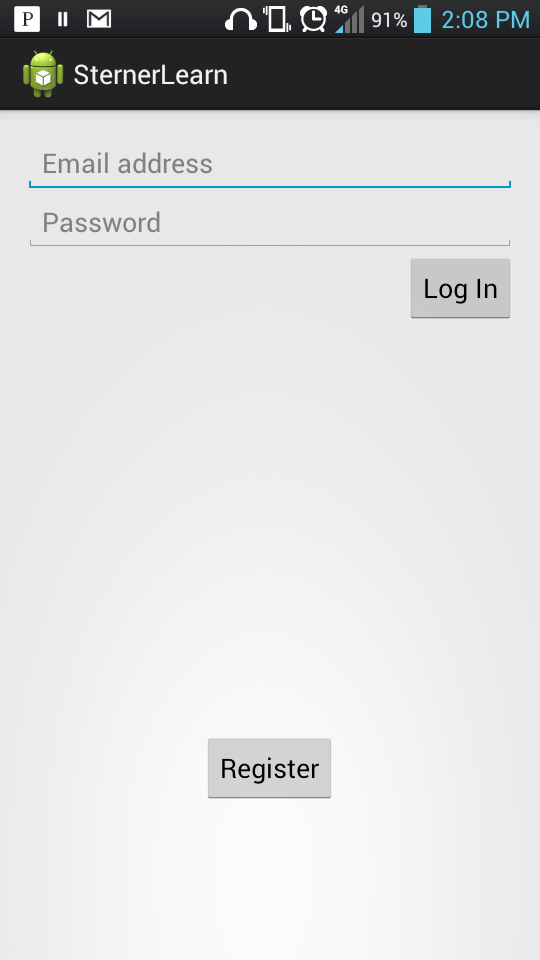 P 4G 91% 2:08 PM
SternerLearn
Email address
Password
Log In
Register